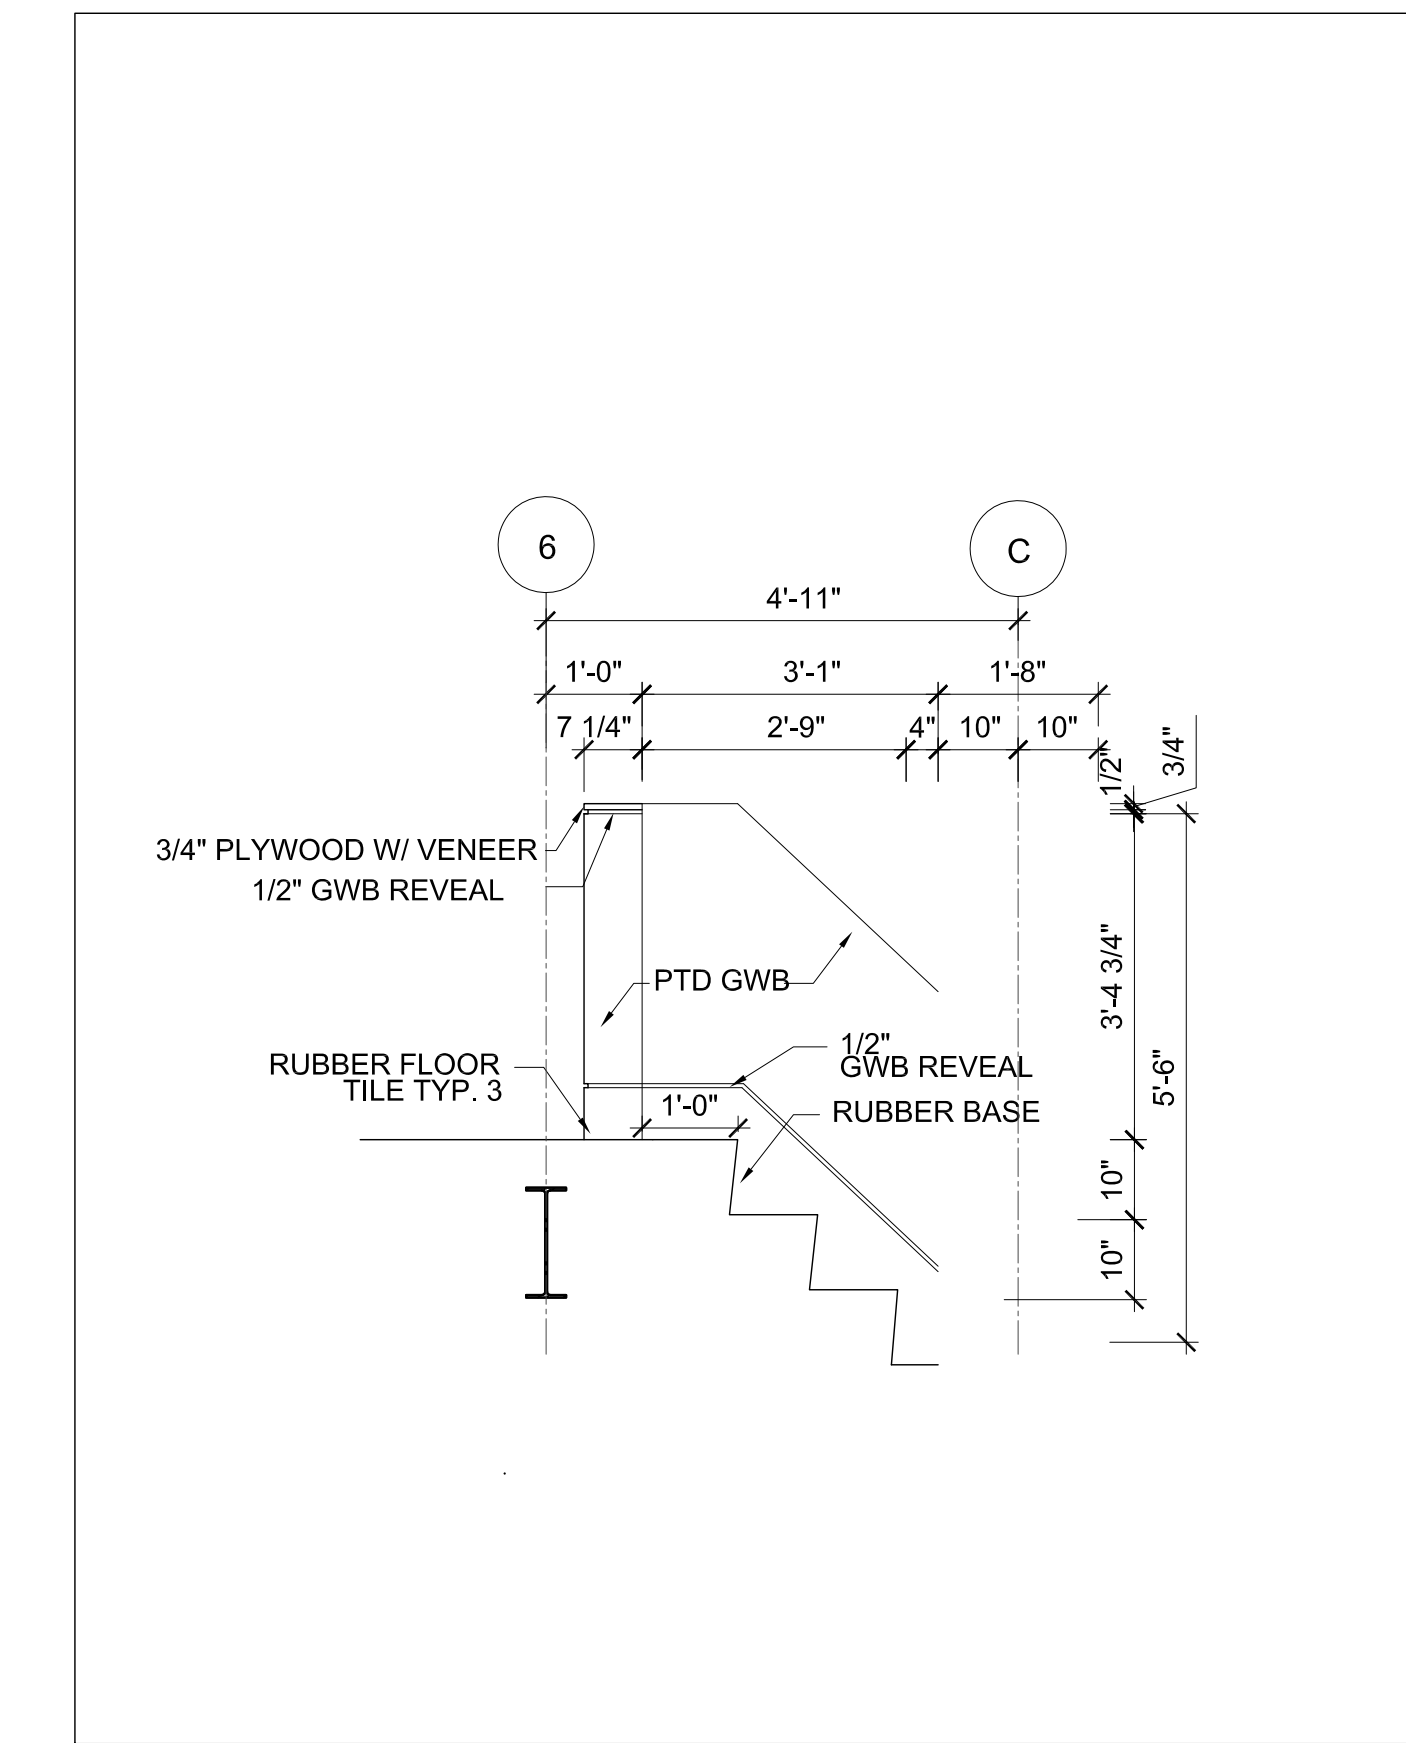 6
C
4'-11"
1'-0"
3'-1"
1'-8"
7 1/4"
2'-9"
4"
10"
10"
1/2"
3/4"
3/4" PLYWOOD W/ VENEER
1/2" GWB REVEAL
3'-4 3/4"
PTD GWB
1/2"
GWB REVEAL
RUBBER FLOOR
TILE TYP. 3
5'-6"
1'-0"
RUBBER BASE
10"
10"